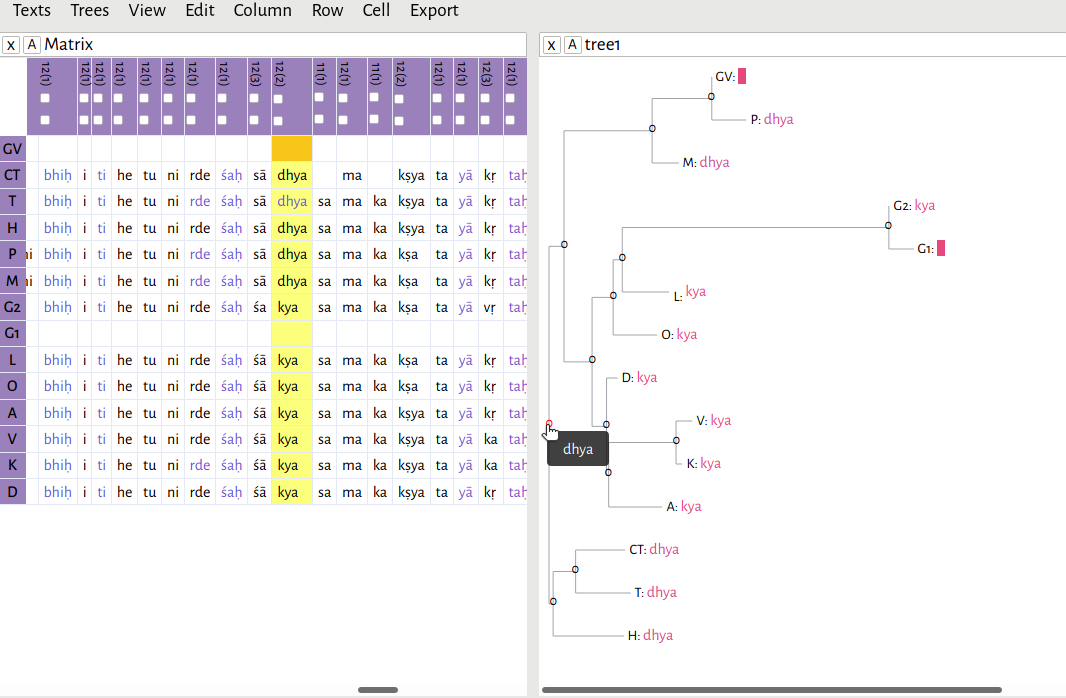 Texts Trees View Edit Column Row Cell Export
x A Matrix
12(1) 12(1) 12(1) 12(1) 12(1) 12(1) 12(1) 12(1) 12(3) 12(2) 11(1) 12(1) 11(1) 12(2) 12(1) 12(1) 12(3) 12(1)
GV
CT bhiḥ i ti he tu ni rde śaḥ sā dhya ma kṣya ta yā kṛ taḥ
T bhiḥ i ti he tu ni rde śaḥ sā dhya sa ma ka kṣya ta yā kṛ taḥ
H bhiḥ i ti he tu ni rde śaḥ sā dhya sa ma ka kṣya ta yā kṛ taḥ
P bhiḥ i ti he tu ni rde śaḥ sā dhya sa ma ka kṣa ta yā kṛ taḥ
M bhiḥ i ti he tu ni rde śaḥ sā dhya sa ma ka kṣa ta yā kṛ taḥ
G2 bhiḥ i ti he tu ni rde śaḥ śa kya sa ma ka kṣa ta yā vṛ taḥ
G1
L bhiḥ i ti he tu ni rde śaḥ śā kya sa ma ka kṣa ta yā kṛ taḥ
O bhiḥ i ti he tu ni rde śaḥ śā kya sa ma ka kṣa ta yā kṛ taḥ
A bhiḥ i ti he tu ni rde śaḥ śā kya sa ma ka kṣya ta yā kṛ taḥ
V bhiḥ i ti he tu ni rde śaḥ śā kya sa ma ka kṣya ta yā ka taḥ
K bhiḥ i ti he tu ni rde śaḥ śā kya sa ma ka kṣya ta yā ka taḥ
D bhiḥ i ti he tu ni rde śaḥ śā kya sa ma ka kṣya ta yā kṛ taḥ
x A tree1
GV:
P: dhya
M: dhya
G2: kya
G1:
L: kya
O: kya
D: kya
V: kya
dhya
K: kya
A: kya
CT: dhya
T: dhya
H: dhya